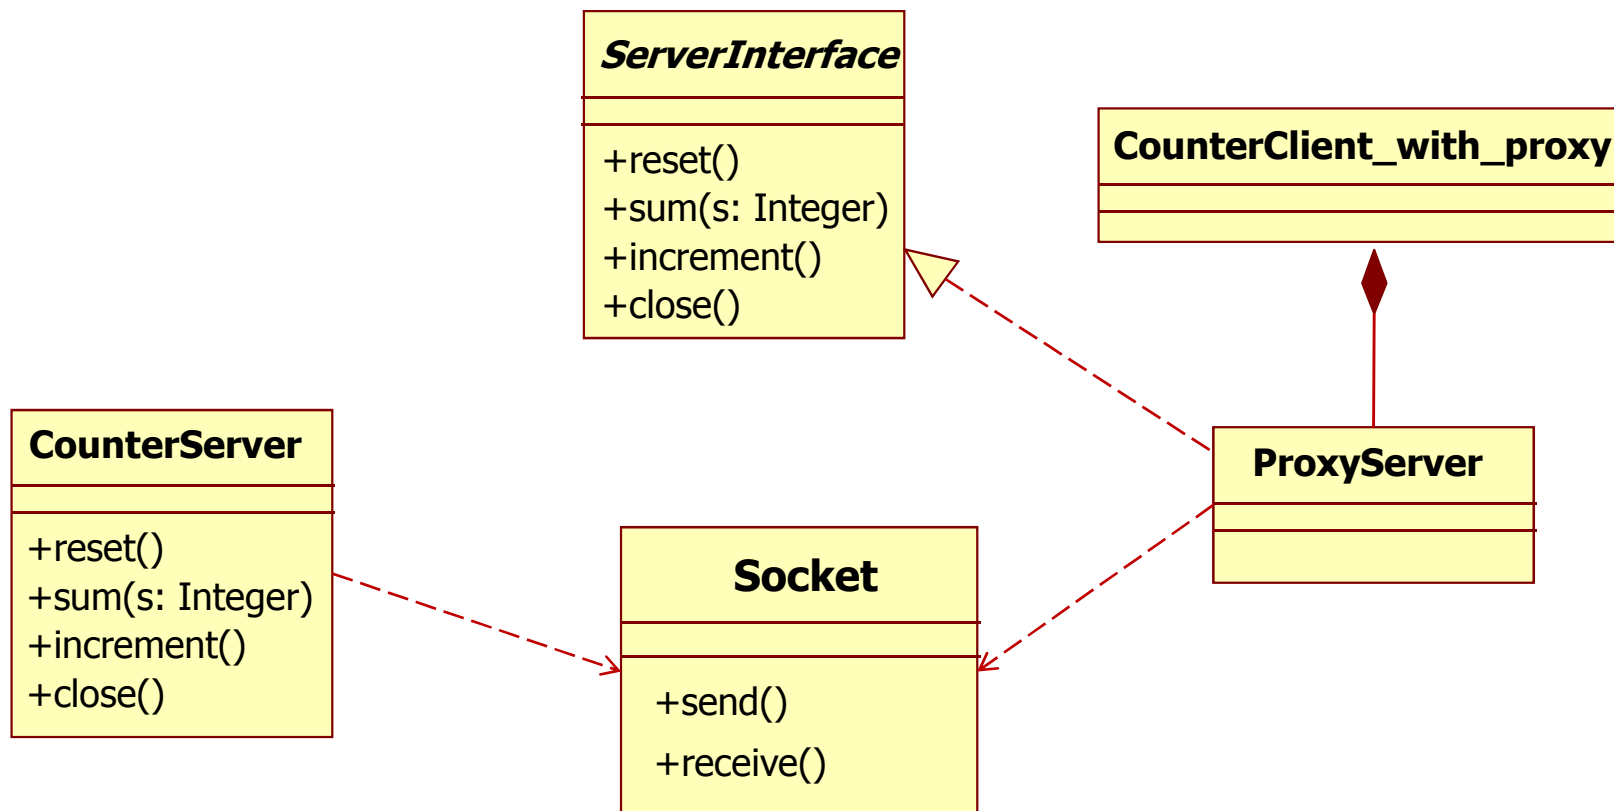 ServerInterface
+reset()
+sum(s: Integer)
+increment()
+close()
CounterClient_with_proxy
CounterServer
+reset()
+sum(s: Integer)
+increment()
+close()
Socket
+send()
+receive()
ProxyServer